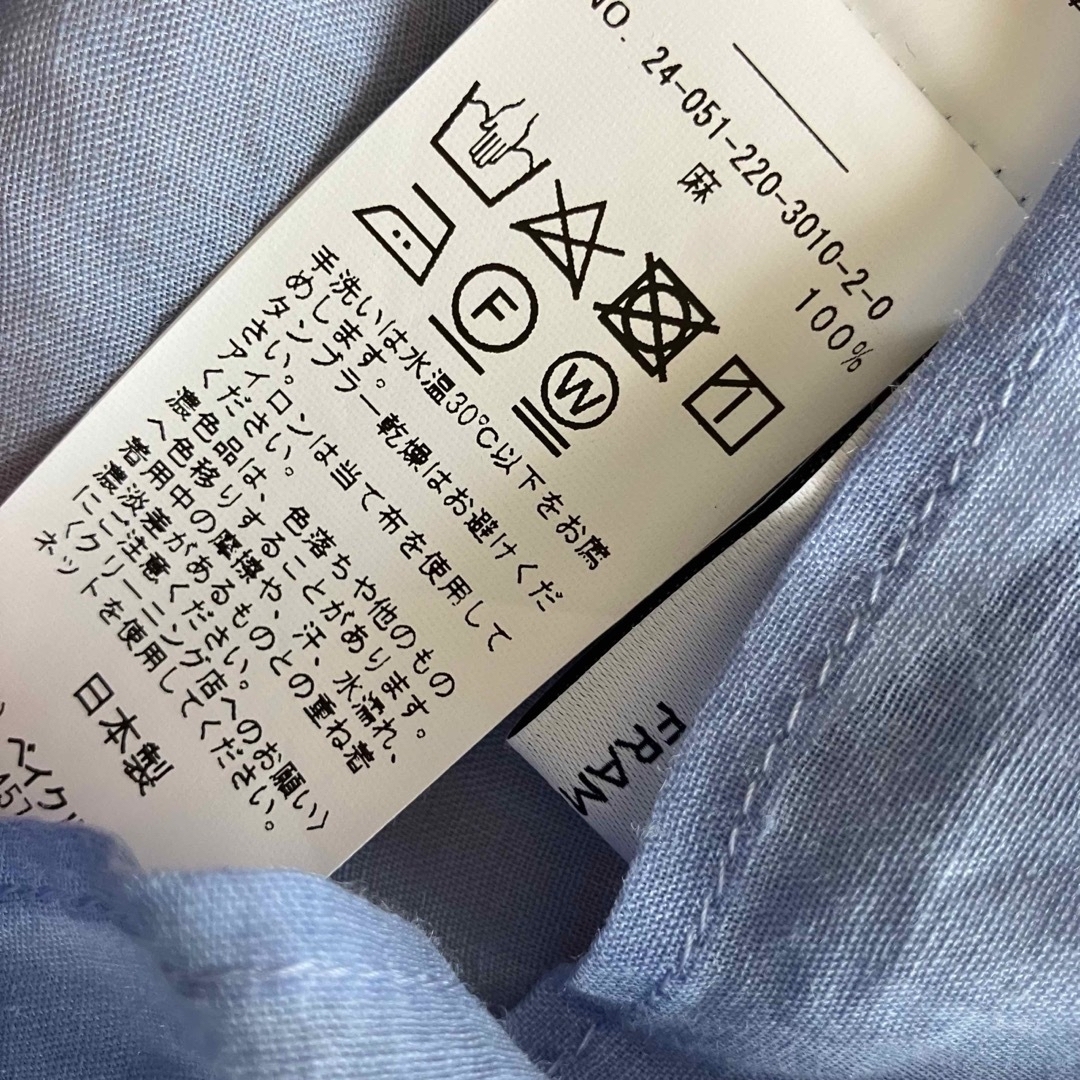 NO. 24-051-220-3010-2-0
麻 100%
F
W
手洗いは水温30℃以下をお薦
めします。
タンブラー乾燥はお避けくだ
さい。
アイロンは当て布を使用して
ください。
濃色品は、色落ちや他のもの
へ色移りすることがあります。
着用中の摩擦や、汗、水濡れ、
濃淡差があるものとの重ね着
にご注意ください。
〈クリーニング店へのお願い〉
ネットを使用してください。
日本製
ベイク
457
FRAM